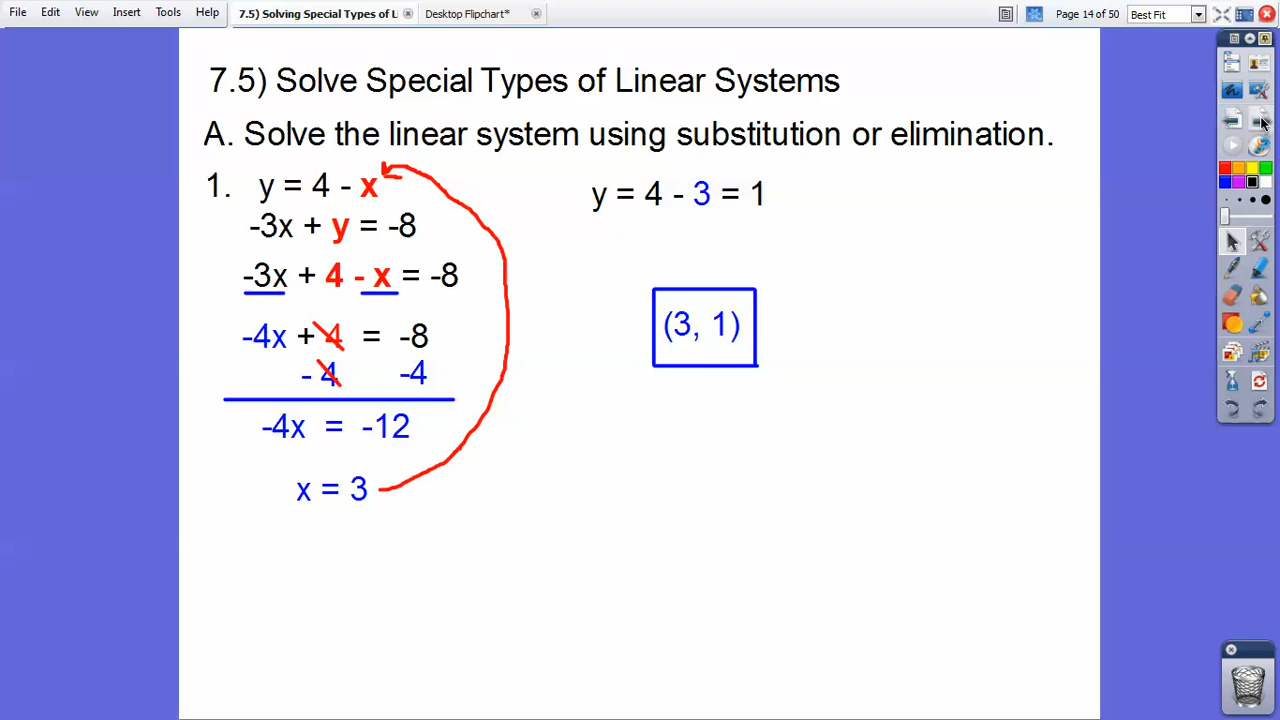 File Edit View Insert Tools Help
7.5) Solving Special Types of L
Desktop Flipchart*
Page 14 of 50
Best Fit
7.5) Solve Special Types of Linear Systems
A. Solve the linear system using substitution or elimination.
1. y = 4 - x
-3x + y = -8
-3x + 4 - x = -8
-4x + 4 = -8
- 4 -4
-4x = -12
x = 3
y = 4 - 3 = 1
(3, 1)